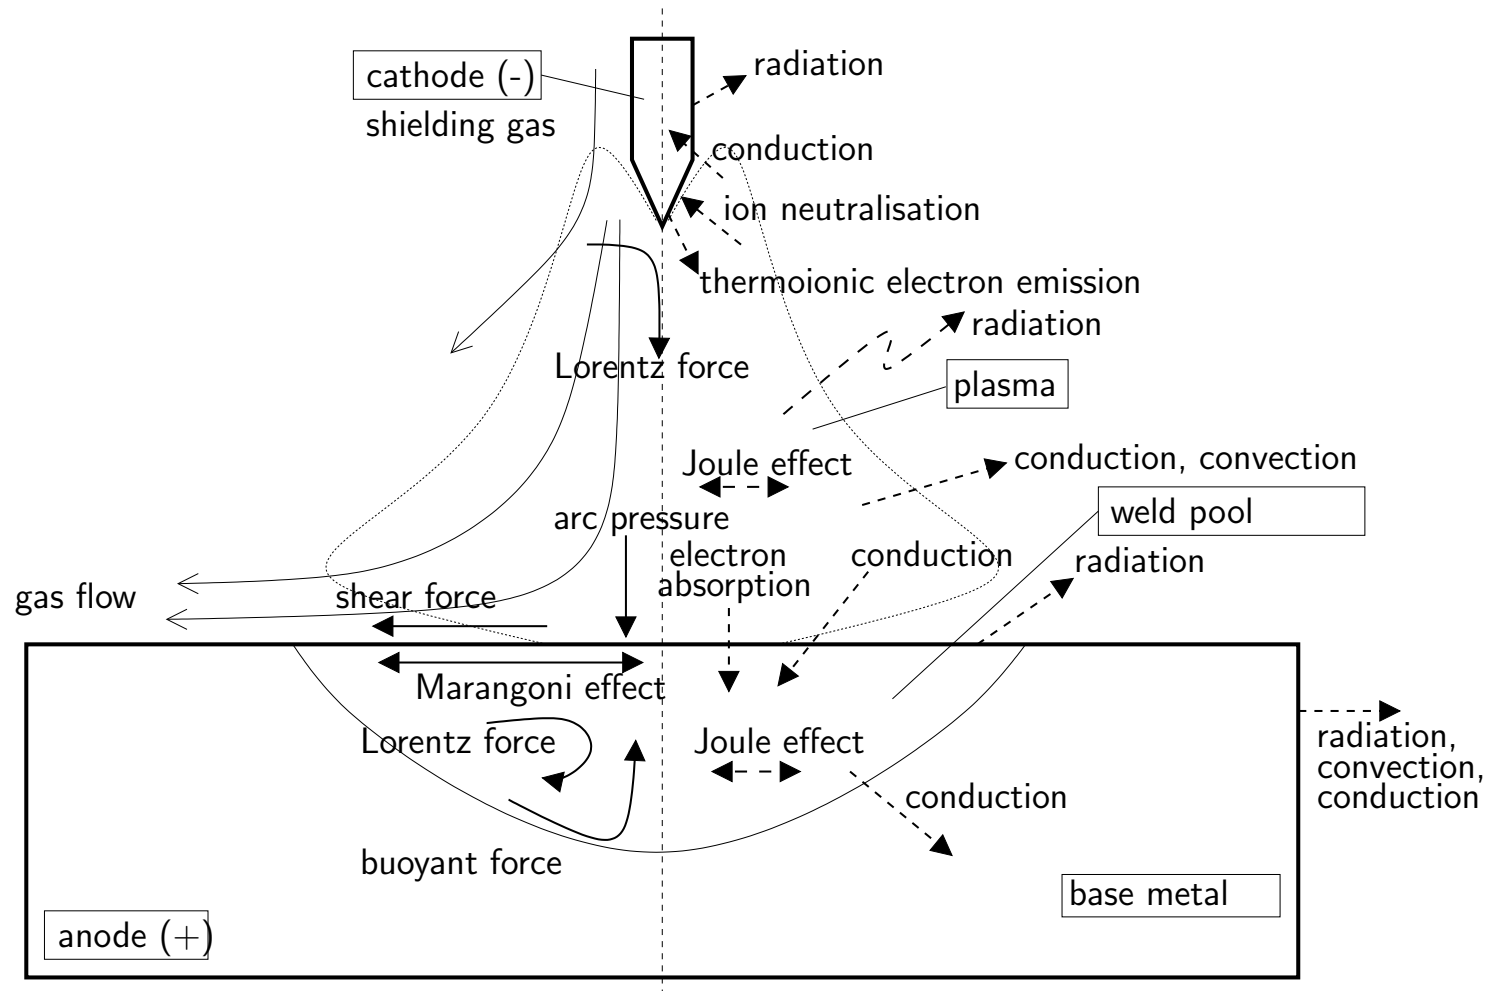 cathode (-)
radiation
shielding gas
conduction
ion neutralisation
thermoionic electron emission
radiation
Lorentz force
plasma
Joule effect
conduction, convection
weld pool
arc pressure
electron
absorption
conduction
radiation
gas flow
shear force
Marangoni effect
Lorentz force
Joule effect
radiation,
convection,
conduction
conduction
buoyant force
base metal
anode (+)